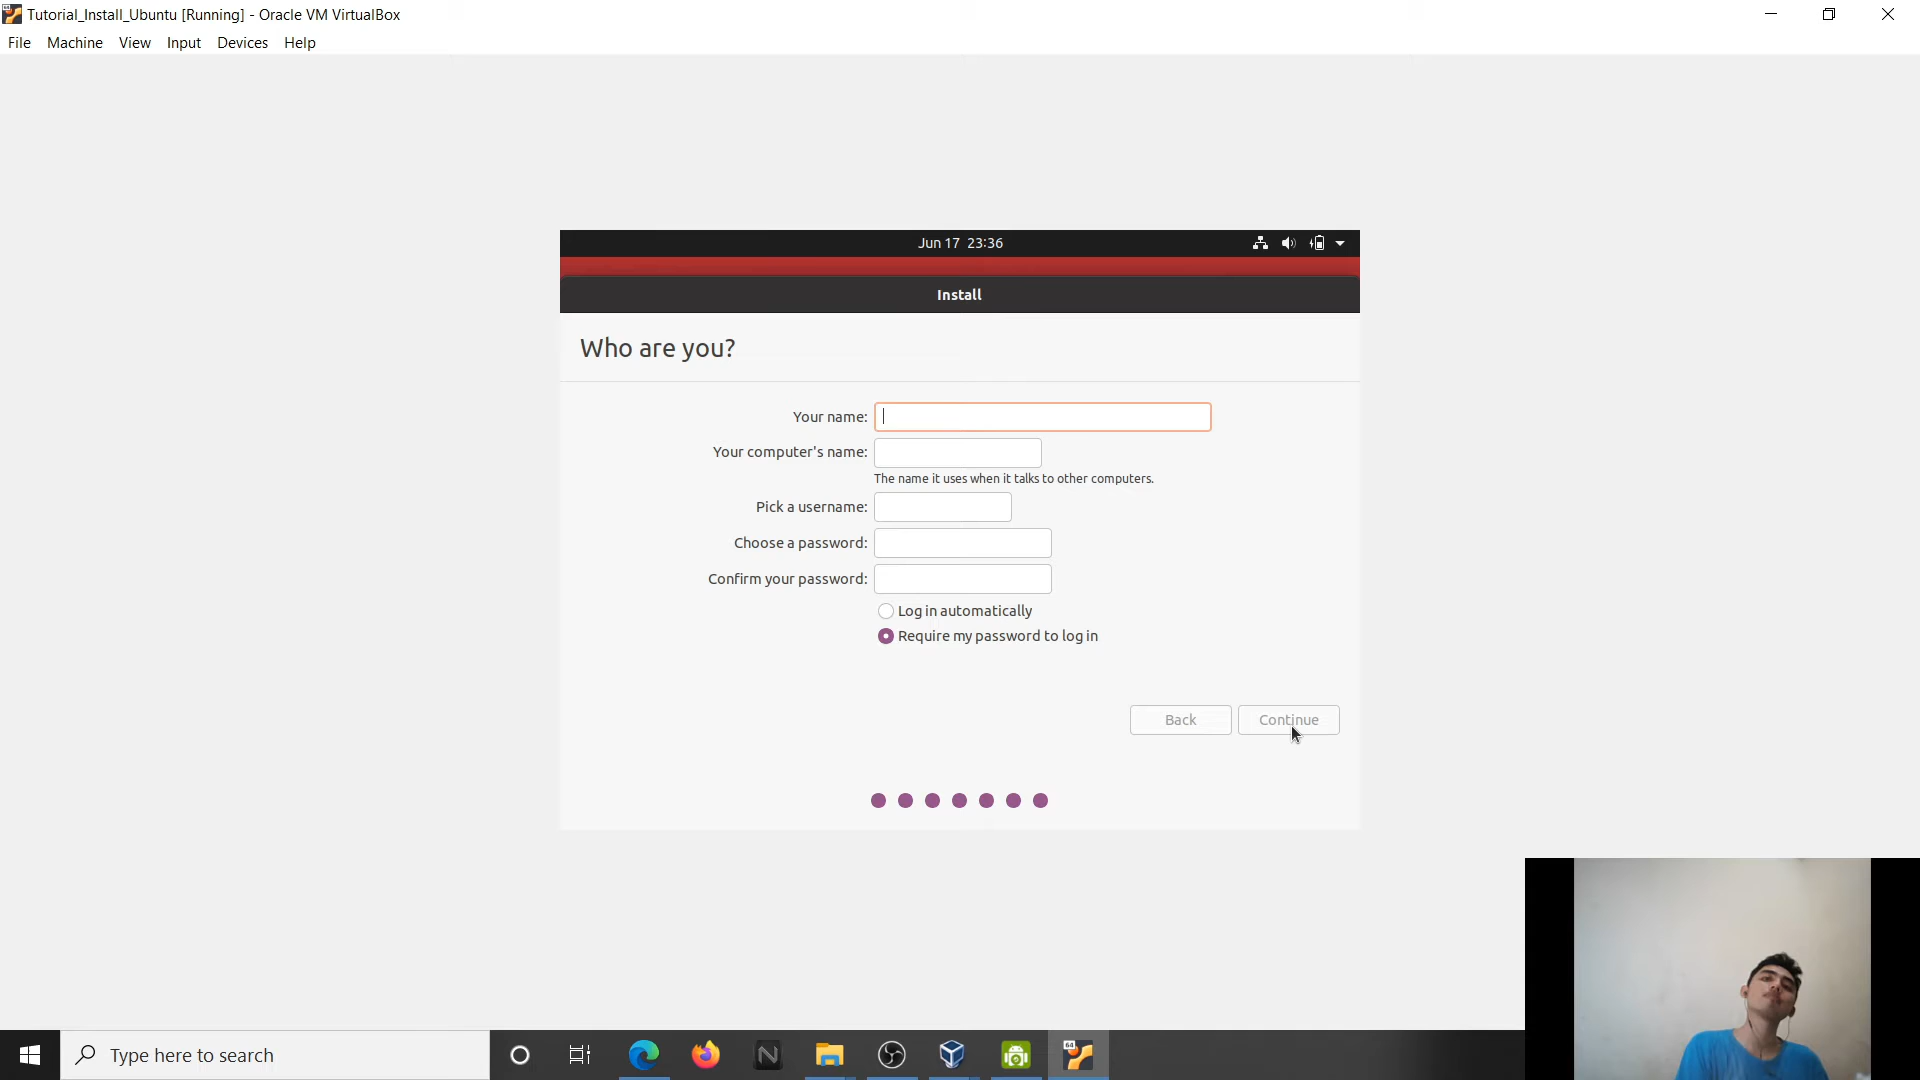 Tutorial_Install_Ubuntu [Running] - Oracle VM VirtualBox
File Machine View Input Devices Help
Jun 17 23:36
Install
Who are you?
Your name:
Your computer's name:
The name it uses when it talks to other computers.
Pick a username:
Choose a password:
Confirm your password:
Log in automatically
Require my password to log in
Back Continue
Type here to search
N
64